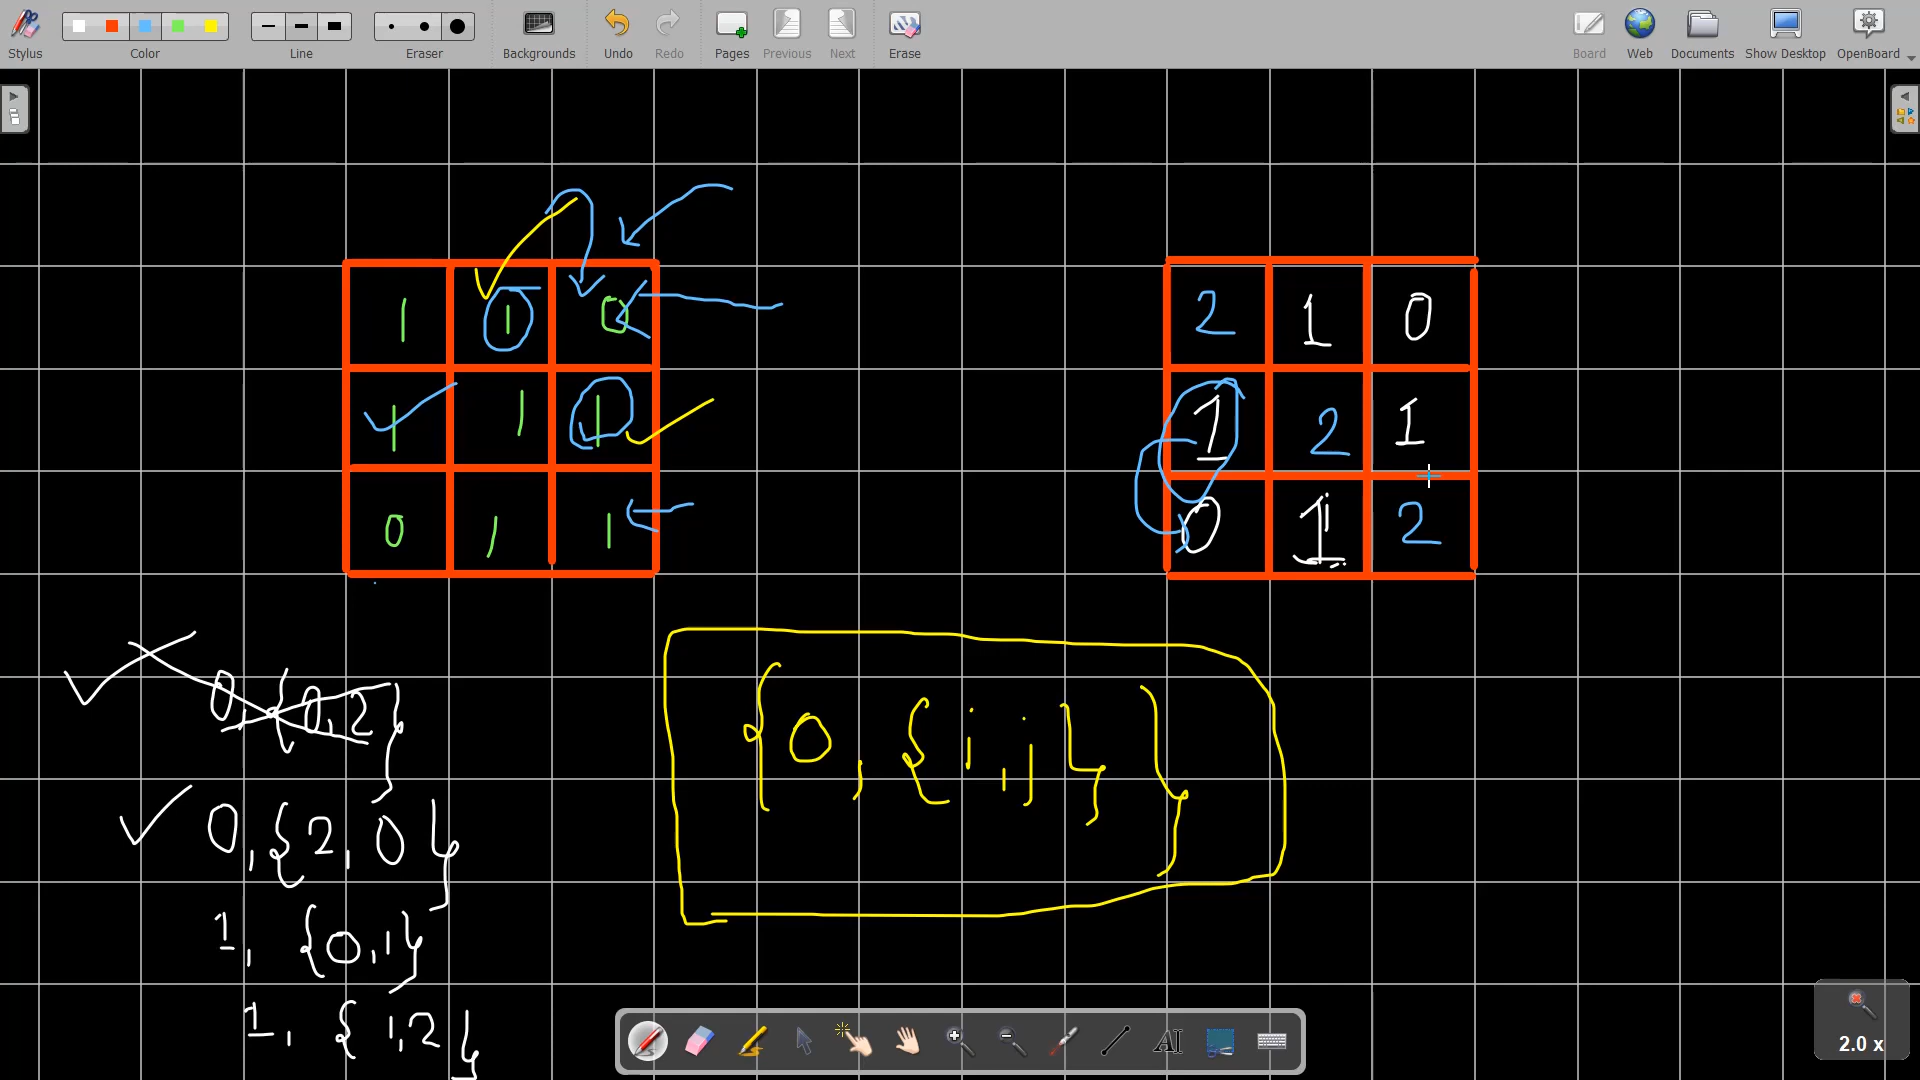 Stylus Color Line Eraser Backgrounds Undo Redo Pages Previous Next Erase Board Web Documents Show Desktop OpenBoard
1 1 0
1 1 1
0 1 1
2 1 0
1 2 1
0 1 2
0, {0,2}
0, {2, 0}
1, {0, 1}
1, {1,2}
{0, {i, j}}
2.0 x